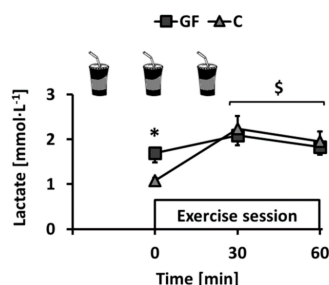 GF C
$
3
2
1
0
*
Lactate [mmol·L-1]
Exercise session
0 30 60
Time [min]